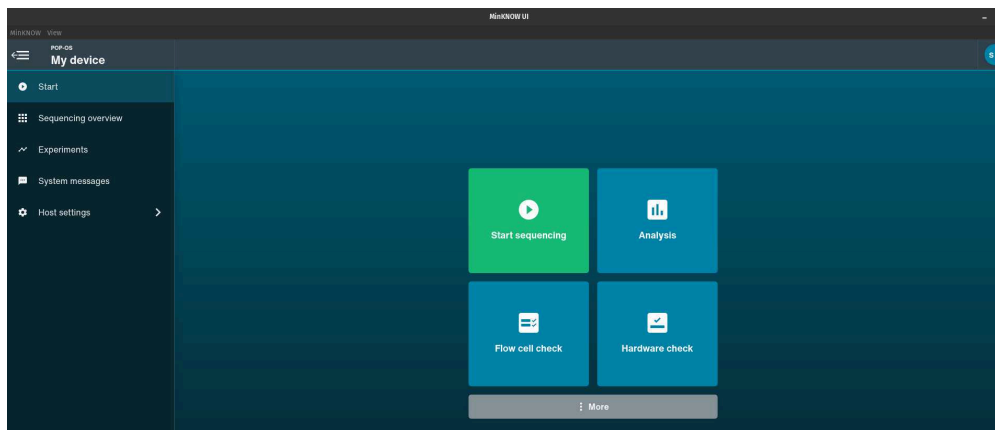 MinKNOW UI
MinKNOW View
POP-OS
My device
S
Start
Sequencing overview
Experiments
System messages
Host settings
Start sequencing
Analysis
Flow cell check
Hardware check
More